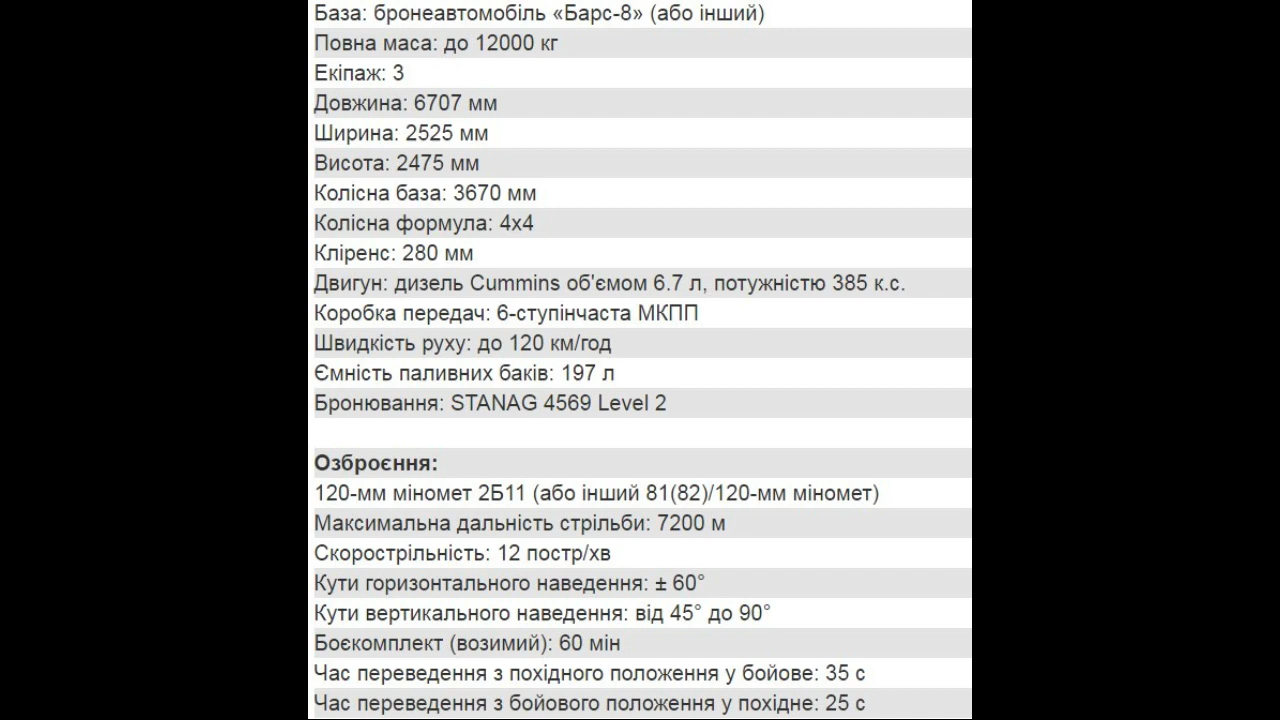 База: бронеавтомобіль «Барс-8» (або інший)
Повна маса: до 12000 кг
Екіпаж: 3
Довжина: 6707 мм
Ширина: 2525 мм
Висота: 2475 мм
Колісна база: 3670 мм
Колісна формула: 4x4
Кліренс: 280 мм
Двигун: дизель Cummins об'ємом 6.7 л, потужністю 385 к.с.
Коробка передач: 6-ступінчаста МКПП
Швидкість руху: до 120 км/год
Ємність паливних баків: 197 л
Бронювання: STANAG 4569 Level 2
Озброєння:
120-мм міномет 2Б11 (або інший 81(82)/120-мм міномет)
Максимальна дальність стрільби: 7200 м
Скорострільність: 12 постр/хв
Кути горизонтального наведення: ± 60°
Кути вертикального наведення: від 45° до 90°
Боєкомплект (возимий): 60 мін
Час переведення з похідного положення у бойове: 35 с
Час переведення з бойового положення у похідне: 25 с